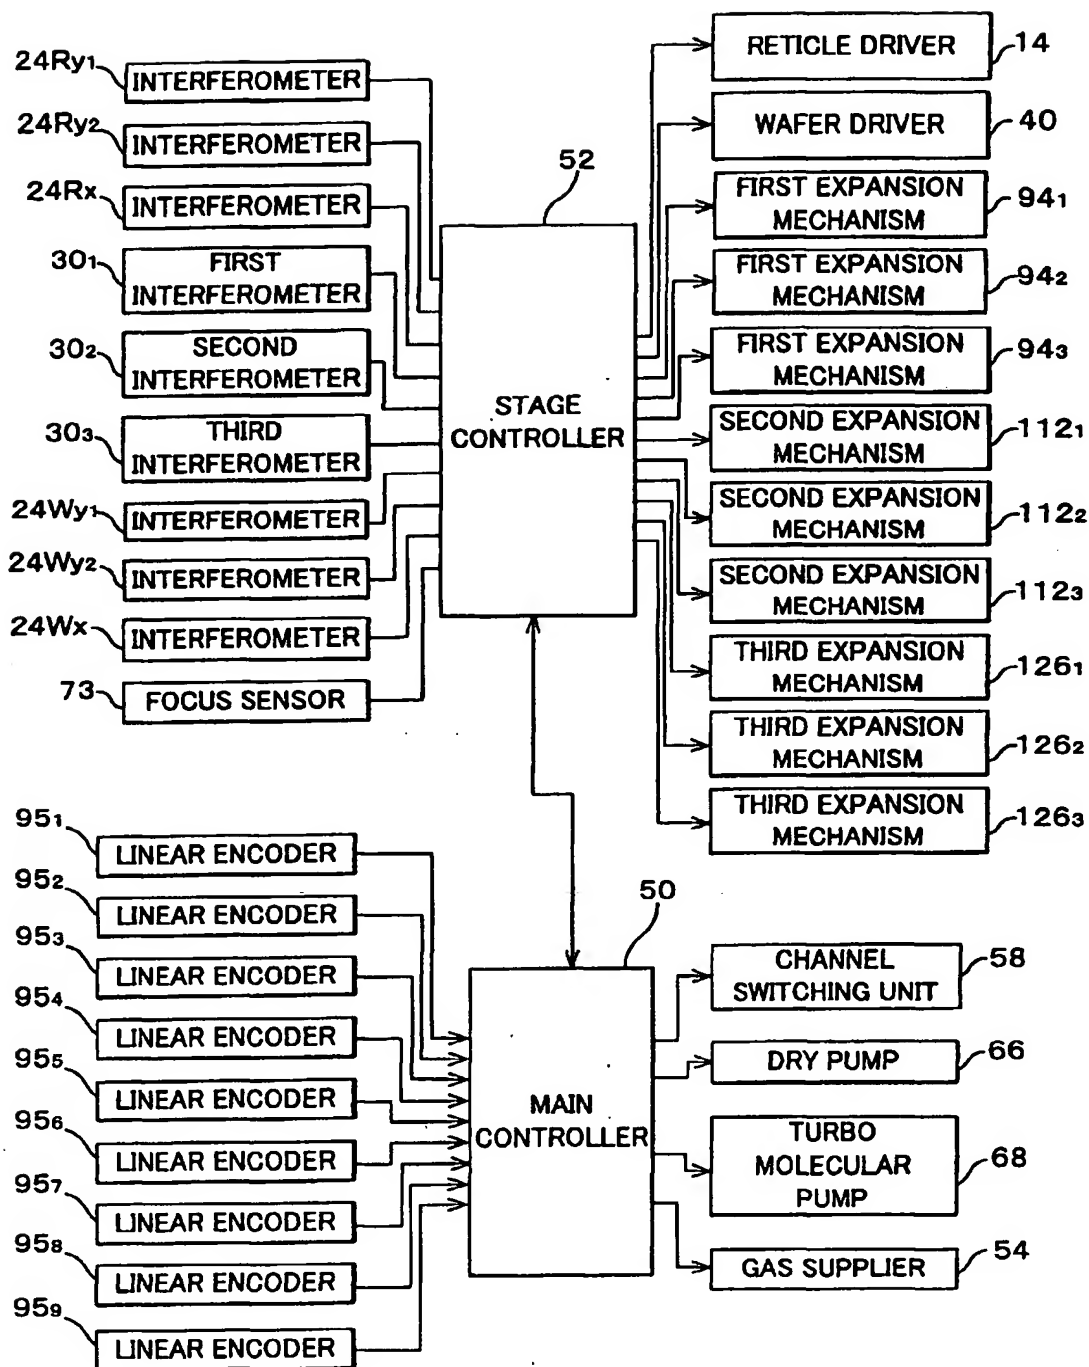 24Ry1
INTERFEROMETER
24Ry2
INTERFEROMETER
24Rx
INTERFEROMETER
301
FIRST
INTERFEROMETER
302
SECOND
INTERFEROMETER
303
THIRD
INTERFEROMETER
24Wy1
INTERFEROMETER
24Wy2
INTERFEROMETER
24Wx
INTERFEROMETER
73
FOCUS SENSOR
52
STAGE
CONTROLLER
RETICLE DRIVER
14
WAFER DRIVER
40
FIRST EXPANSION
MECHANISM
941
FIRST EXPANSION
MECHANISM
942
FIRST EXPANSION
MECHANISM
943
SECOND EXPANSION
MECHANISM
1121
SECOND EXPANSION
MECHANISM
1122
SECOND EXPANSION
MECHANISM
1123
THIRD EXPANSION
MECHANISM
1261
THIRD EXPANSION
MECHANISM
1262
THIRD EXPANSION
MECHANISM
1263
951
LINEAR ENCODER
952
LINEAR ENCODER
953
LINEAR ENCODER
954
LINEAR ENCODER
955
LINEAR ENCODER
956
LINEAR ENCODER
957
LINEAR ENCODER
958
LINEAR ENCODER
959
LINEAR ENCODER
50
MAIN
CONTROLLER
CHANNEL
SWITCHING UNIT
58
DRY PUMP
66
TURBO
MOLECULAR
PUMP
68
GAS SUPPLIER
54